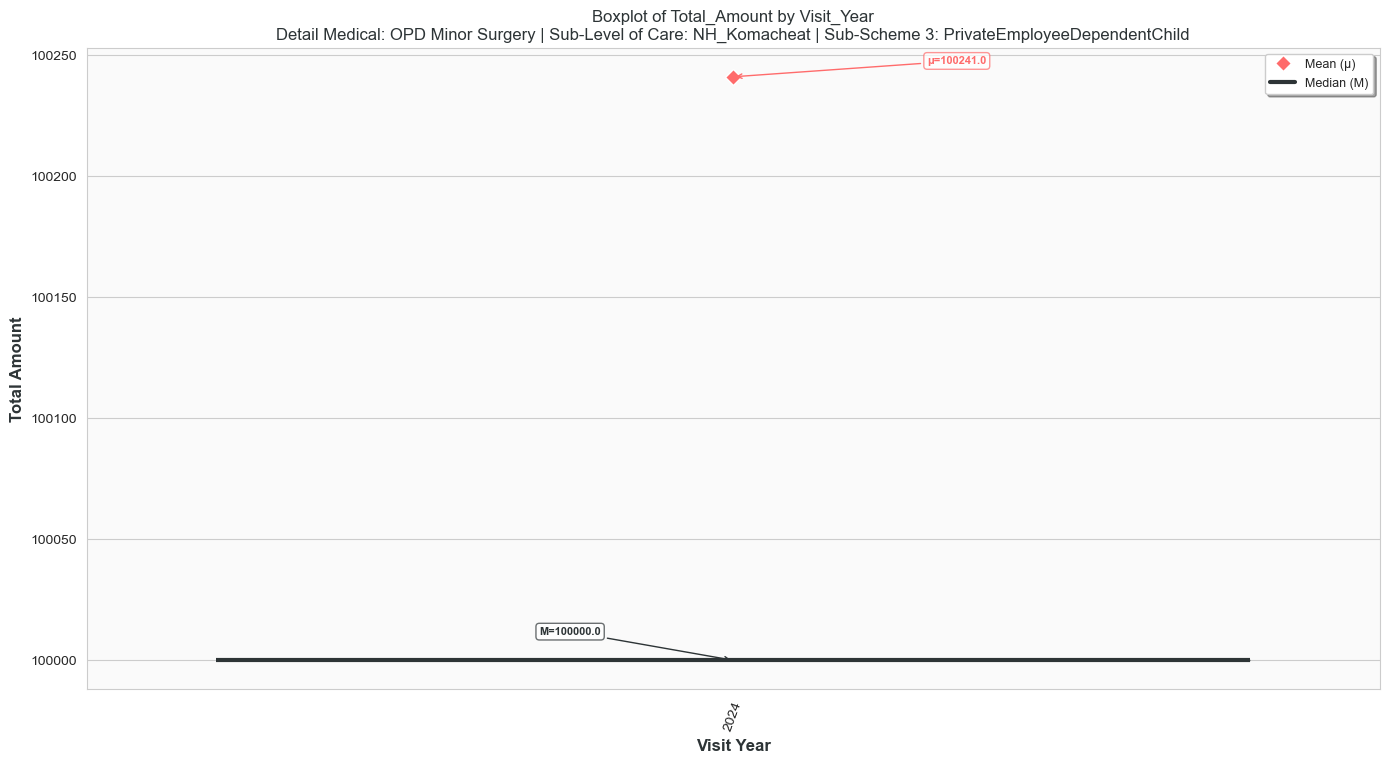 Boxplot of Total_Amount by Visit_Year
Detail Medical: OPD Minor Surgery | Sub-Level of Care: NH_Komacheat | Sub-Scheme 3: PrivateEmployeeDependentChild
Mean (μ)
Median (M)
μ=100241.0
M=100000.0
Total Amount
100250
100200
100150
100100
100050
100000
2024
Visit Year